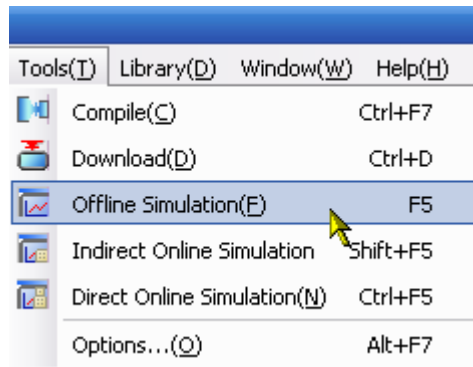 Tools(T) Library(D) Window(W) Help(H)
Compile(C) Ctrl+F7
Download(D) Ctrl+D
Offline Simulation(F) F5
Indirect Online Simulation Shift+F5
Direct Online Simulation(N) Ctrl+F5
Options...(O) Alt+F7